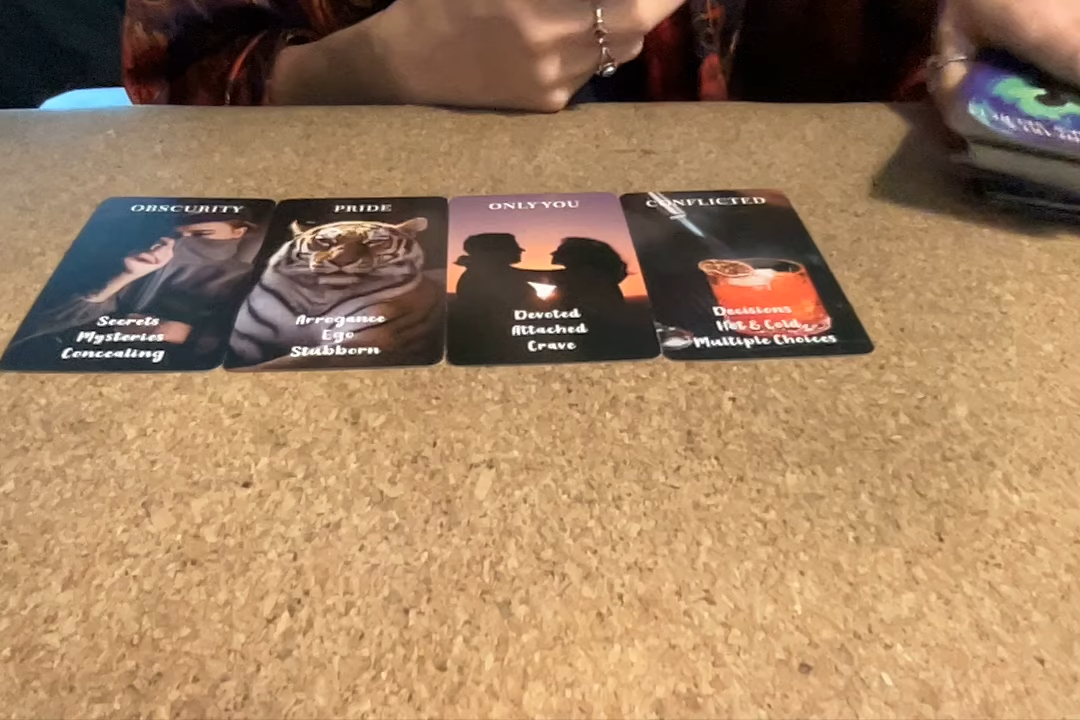 OBSCURITY
Secrets
Mysteries
Concealing
PRIDE
Arrogance
Ego
Stubborn
ONLY YOU
Devoted
Attached
Crave
CONFLICTED
Decisions
Hot & Cold
Multiple Choices